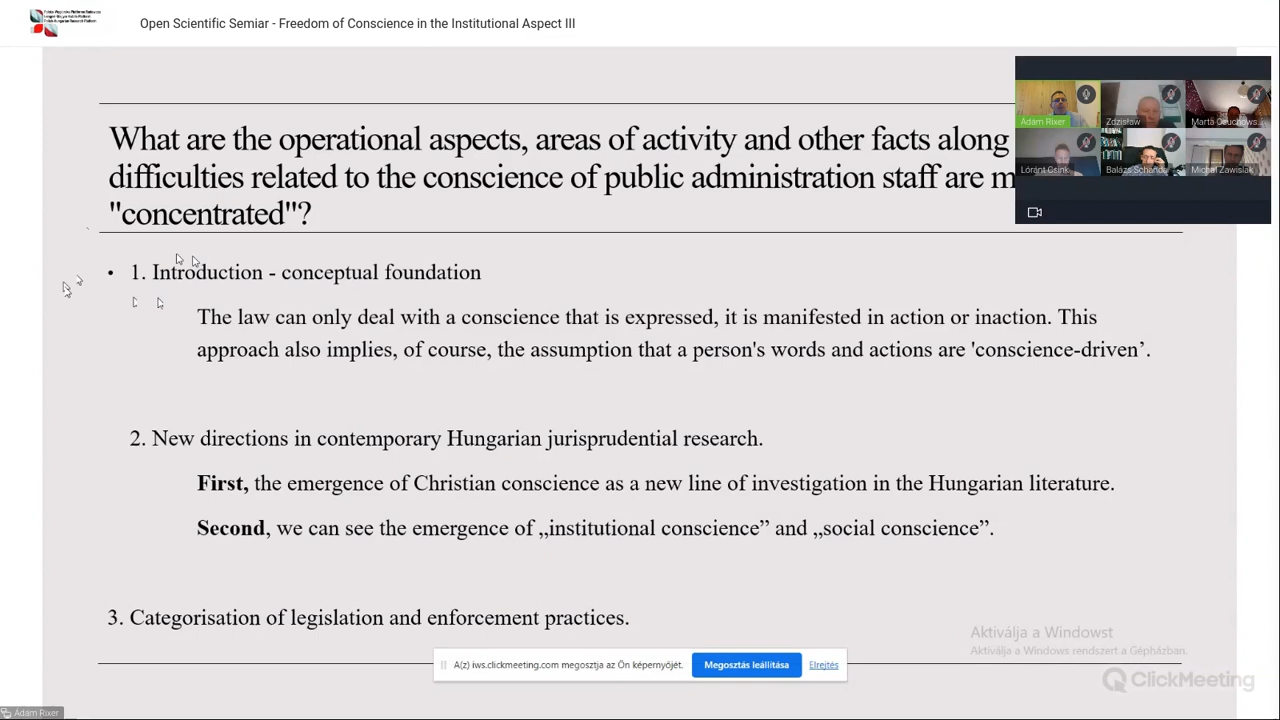 Open Scientific Semiar - Freedom of Conscience in the Institutional Aspect III
What are the operational aspects, areas of activity and other facts along
difficulties related to the conscience of public administration staff are m
"concentrated"?
• 1. Introduction - conceptual foundation
The law can only deal with a conscience that is expressed, it is manifested in action or inaction. This
approach also implies, of course, the assumption that a person's words and actions are 'conscience-driven’.
2. New directions in contemporary Hungarian jurisprudential research.
First, the emergence of Christian conscience as a new line of investigation in the Hungarian literature.
Second, we can see the emergence of „institutional conscience” and „social conscience”.
3. Categorisation of legislation and enforcement practices.
Ádám Rixer
Zdzisław
Lóránt Csink
Balázs Schanda
Michał Zawiślak
Aktiválja a Windowst
Aktiválja a Windows rendszert a Gépházban.
A(z) iws.clickmeeting.com megosztja az Ön képernyőjét.
Megosztás leállítása
Elrejtés
ClickMeeting
Ádám Rixer